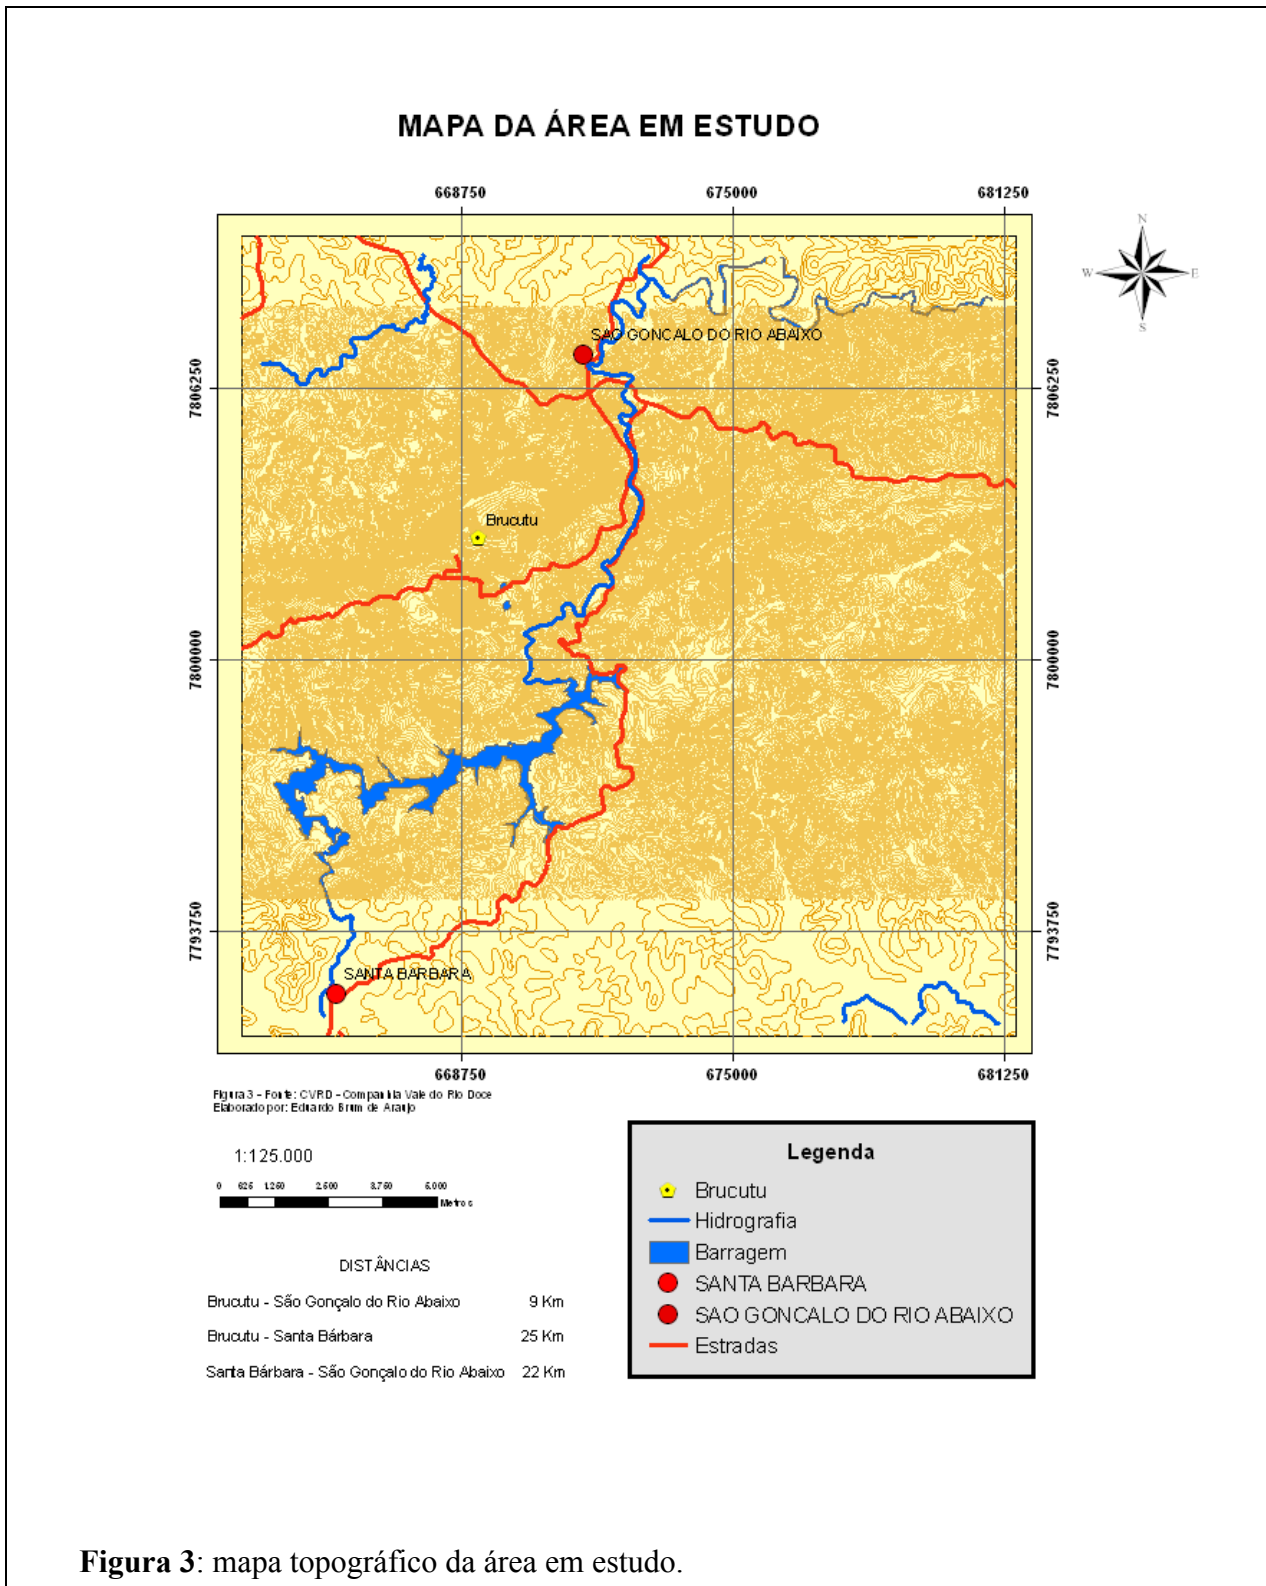 MAPA DA ÁREA EM ESTUDO
668750 675000 681250
N
W E
S
SAO GONCALO DO RIO ABAIXO
7806250 7806250
Brucutu
7800000 7800000
7793750 7793750
SANTA BARBARA
668750 675000 681250
Figura 3 - Fonte: CVRD - Companhia Vale do Rio Doce
Elaborado por: Eduardo Brum de Araujo
1:125.000
0 625 1.250 2.500 3.750 5.000
Metros
DISTÂNCIAS
Brucutu - São Gonçalo do Rio Abaixo 9 Km
Brucutu - Santa Bárbara 25 Km
Santa Bárbara - São Gonçalo do Rio Abaixo 22 Km
Legenda
Brucutu
Hidrografia
Barragem
SANTA BARBARA
SAO GONCALO DO RIO ABAIXO
Estradas
Figura 3: mapa topográfico da área em estudo.